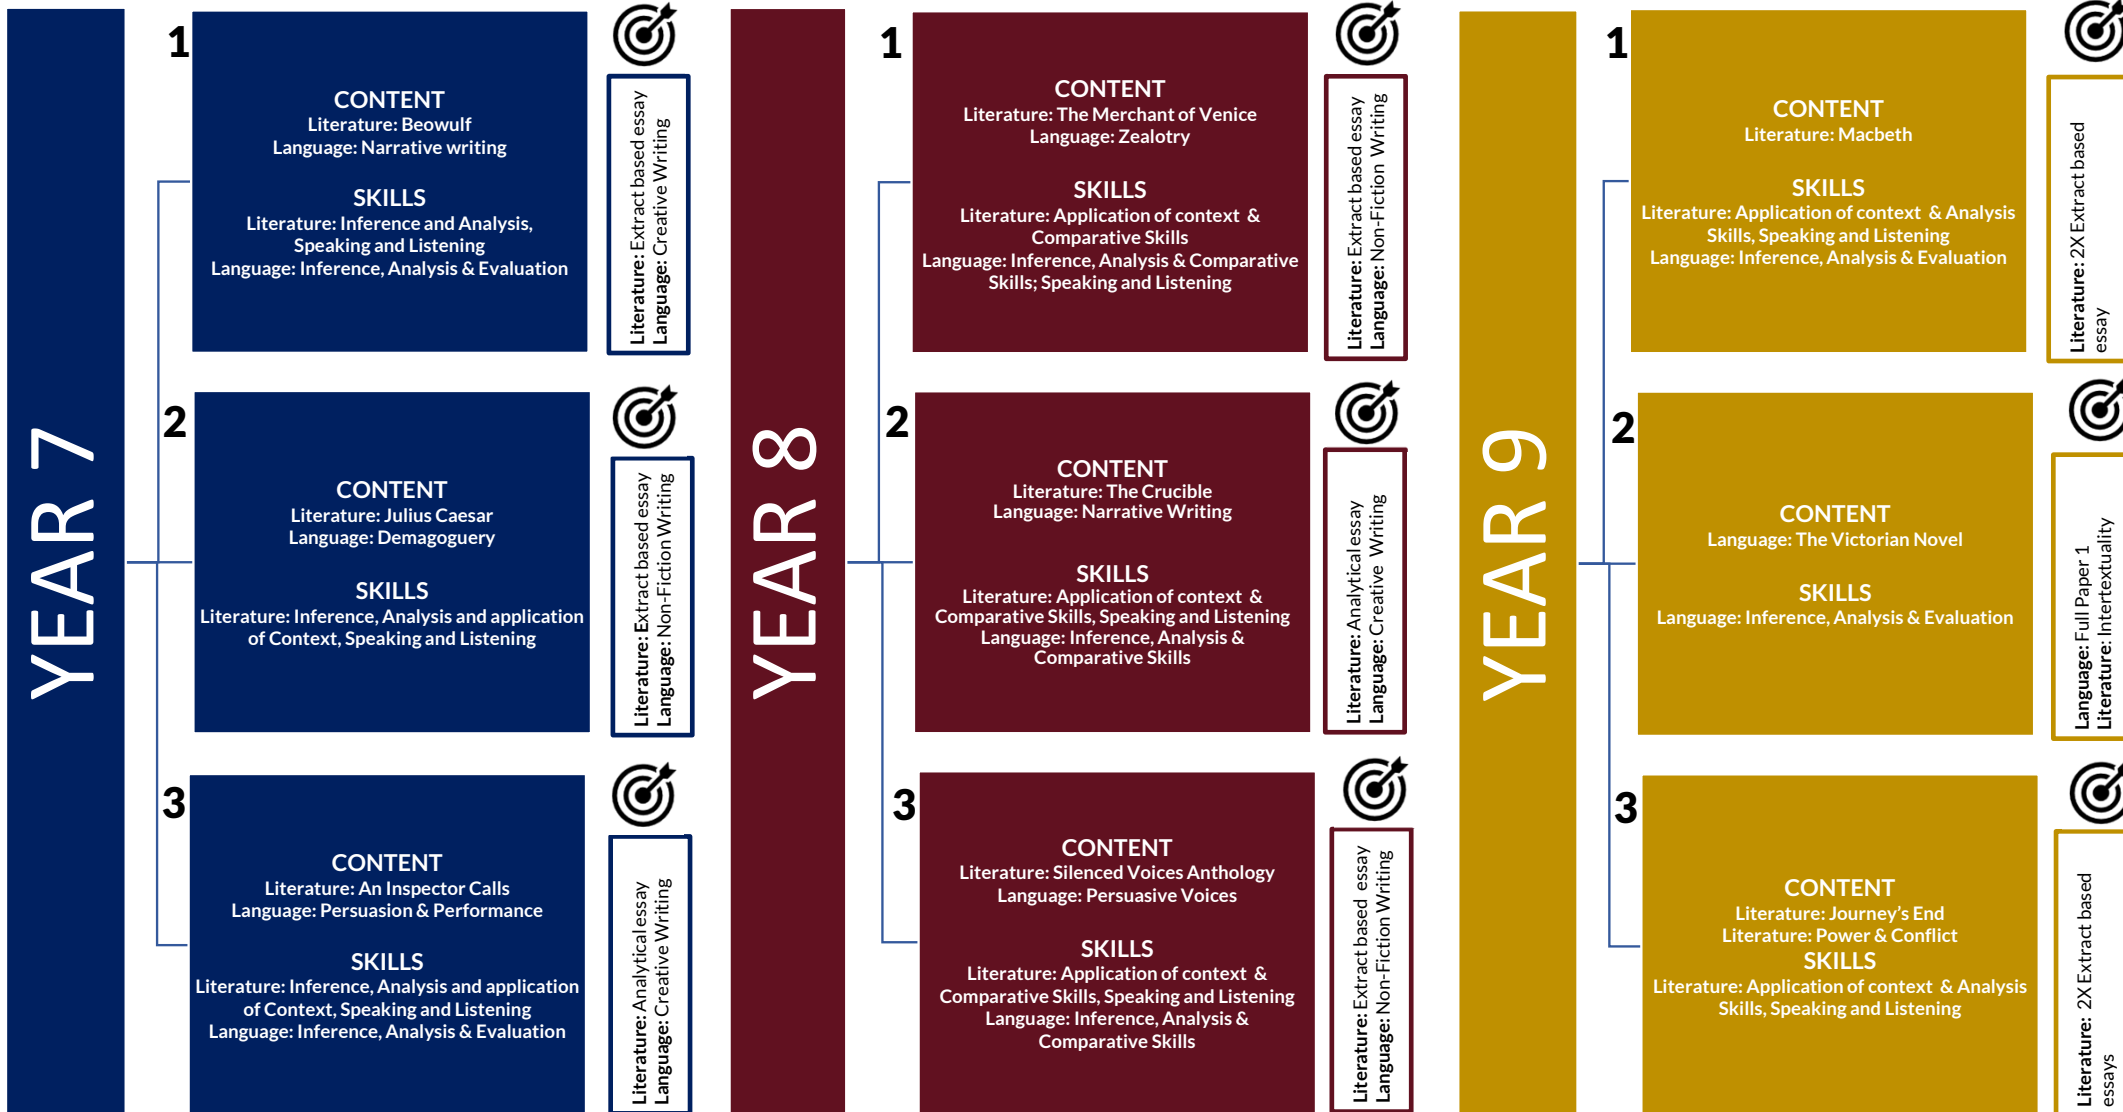 YEAR 7
1
CONTENT
Literature: Beowulf
Language: Narrative writing
SKILLS
Literature: Inference and Analysis,
Speaking and Listening
Language: Inference, Analysis & Evaluation
Literature: Extract based essay
Language: Creative Writing
2
CONTENT
Literature: Julius Caesar
Language: Demagoguery
SKILLS
Literature: Inference, Analysis and application
of Context, Speaking and Listening
Literature: Extract based essay
Language: Non-Fiction Writing
3
CONTENT
Literature: An Inspector Calls
Language: Persuasion & Performance
SKILLS
Literature: Inference, Analysis and application
of Context, Speaking and Listening
Language: Inference, Analysis & Evaluation
Literature: Analytical essay
Language: Creative Writing
YEAR 8
1
CONTENT
Literature: The Merchant of Venice
Language: Zealotry
SKILLS
Literature: Application of context &
Comparative Skills
Language: Inference, Analysis & Comparative
Skills; Speaking and Listening
Literature: Extract based essay
Language: Non-Fiction Writing
2
CONTENT
Literature: The Crucible
Language: Narrative Writing
SKILLS
Literature: Application of context &
Comparative Skills, Speaking and Listening
Language: Inference, Analysis &
Comparative Skills
Literature: Analytical essay
Language: Creative Writing
3
CONTENT
Literature: Silenced Voices Anthology
Language: Persuasive Voices
SKILLS
Literature: Application of context &
Comparative Skills, Speaking and Listening
Language: Inference, Analysis &
Comparative Skills
Literature: Extract based essay
Language: Non-Fiction Writing
YEAR 9
1
CONTENT
Literature: Macbeth
SKILLS
Literature: Application of context & Analysis
Skills, Speaking and Listening
Language: Inference, Analysis & Evaluation
Literature: 2X Extract based
essay
2
CONTENT
Language: The Victorian Novel
SKILLS
Language: Inference, Analysis & Evaluation
Language: Full Paper 1
Literature: Intertextuality
3
CONTENT
Literature: Journey's End
Literature: Power & Conflict
SKILLS
Literature: Application of context & Analysis
Skills, Speaking and Listening
Literature: 2X Extract based
essays